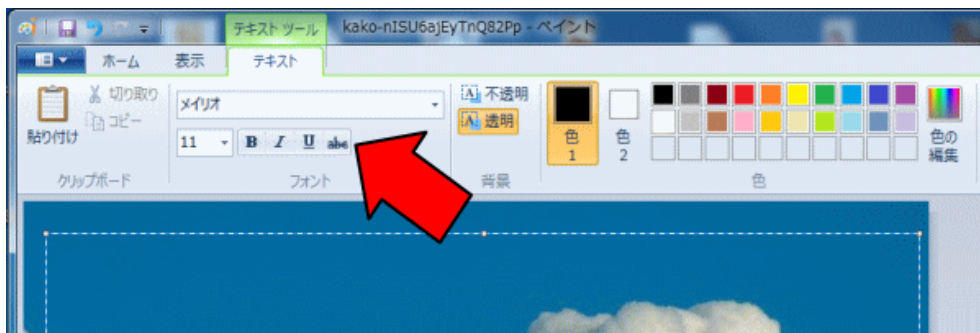 テキスト ツール kako-nISU6ajEyTnQ82Pp - ペイント
ホーム 表示 テキスト
貼り付け
切り取り
コピー
クリップボード
メイリオ
11 B I U abc
フォント
不透明
透明
背景
色
1
色
2
色の
編集
色